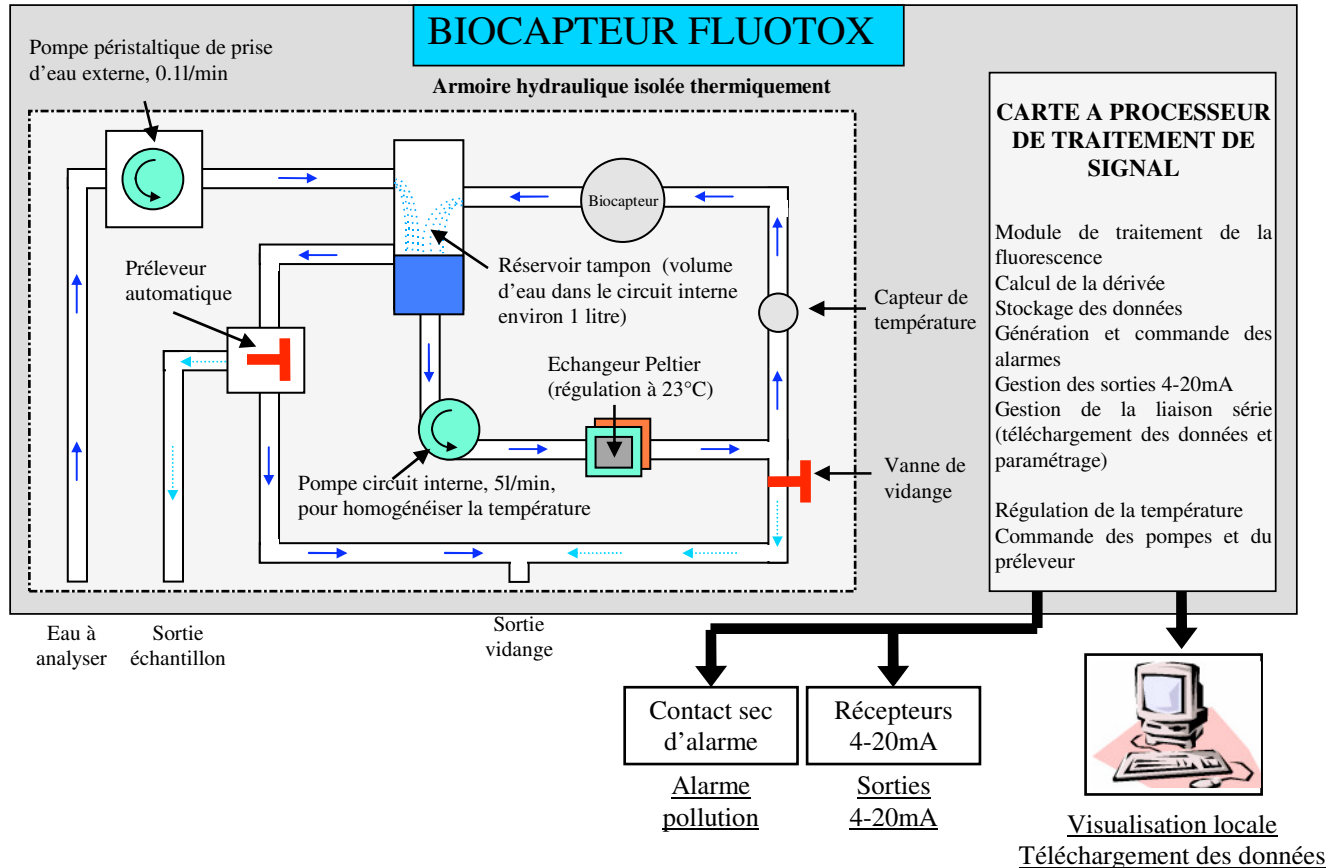 BIOCAPTEUR FLUOTOX
Pompe péristaltique de prise
d'eau externe, 0.1l/min
Armoire hydraulique isolée thermiquement
Biocapteur
Préleveur
automatique
Réservoir tampon (volume
d'eau dans le circuit interne
environ 1 litre)
Capteur de
température
Echangeur Peltier
(régulation à 23°C)
Pompe circuit interne, 5l/min,
pour homogénéiser la température
Vanne de
vidange
Eau à
analyser
Sortie
échantillon
Sortie
vidange
CARTE A PROCESSEUR
DE TRAITEMENT DE
SIGNAL
Module de traitement de la
fluorescence
Calcul de la dérivée
Stockage des données
Génération et commande des
alarmes
Gestion des sorties 4-20mA
Gestion de la liaison série
(téléchargement des données et
paramétrage)
Régulation de la température
Commande des pompes et du
préleveur
Contact sec
d'alarme
Alarme
pollution
Récepteurs
4-20mA
Sorties
4-20mA
Visualisation locale
Téléchargement des données